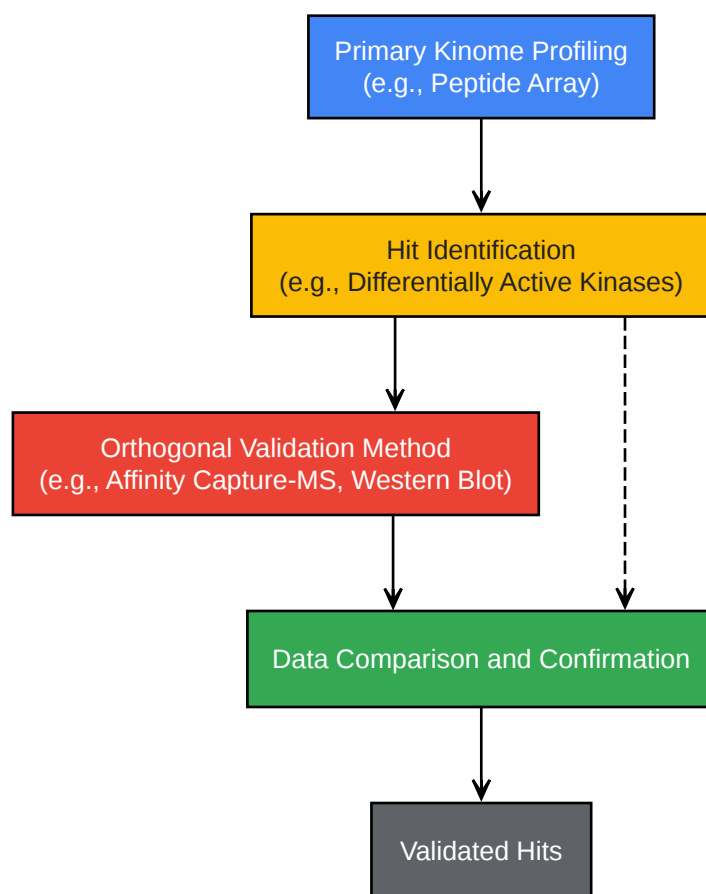 Primary Kinome Profiling
(e.g., Peptide Array)
Hit Identification
(e.g., Differentially Active Kinases)
Orthogonal Validation Method
(e.g., Affinity Capture-MS, Western Blot)
Data Comparison and Confirmation
Validated Hits